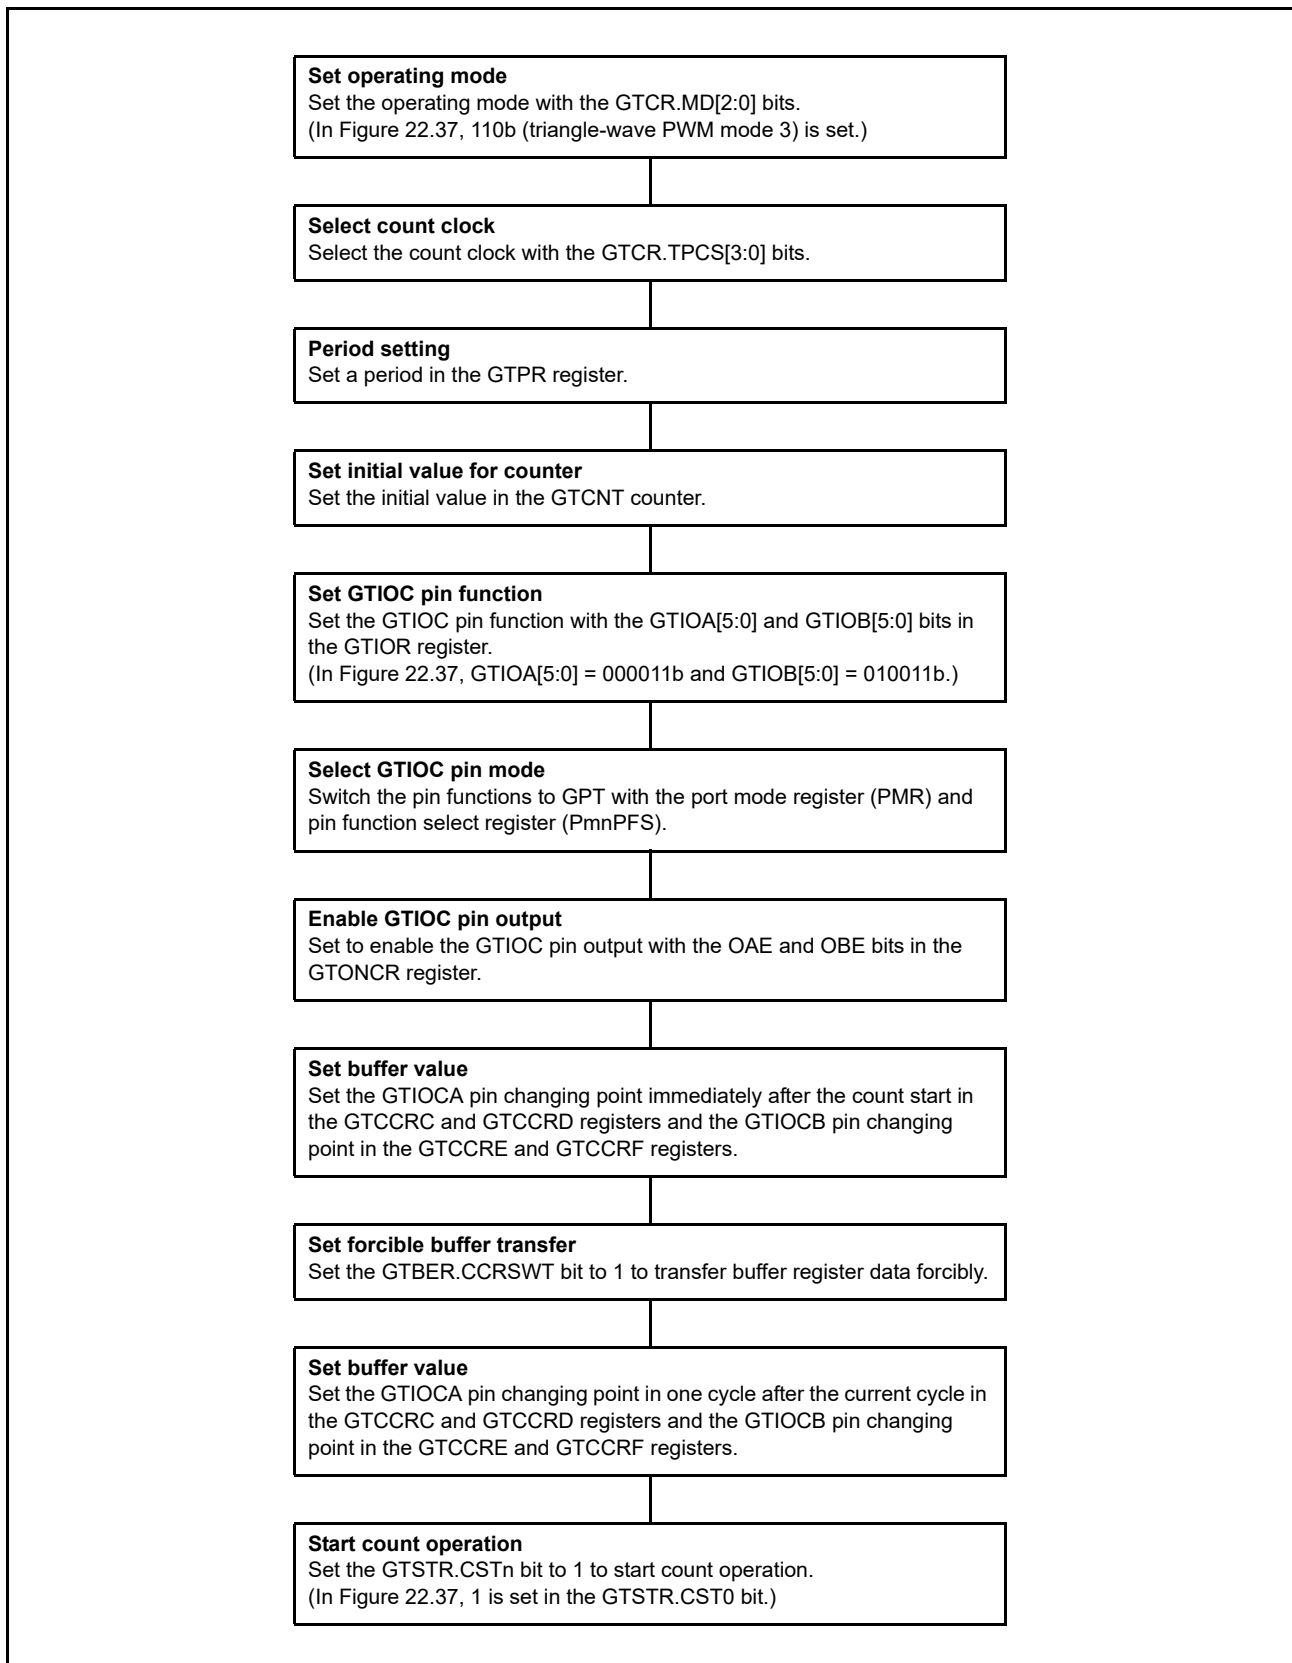 Set operating mode
Set the operating mode with the GTCR.MD[2:0] bits.
(In Figure 22.37, 110b (triangle-wave PWM mode 3) is set.)
Select count clock
Select the count clock with the GTCR.TPCS[3:0] bits.
Period setting
Set a period in the GTPR register.
Set initial value for counter
Set the initial value in the GTCNT counter.
Set GTIOC pin function
Set the GTIOC pin function with the GTIOA[5:0] and GTIOB[5:0] bits in
the GTIOR register.
(In Figure 22.37, GTIOA[5:0] = 000011b and GTIOB[5:0] = 010011b.)
Select GTIOC pin mode
Switch the pin functions to GPT with the port mode register (PMR) and
pin function select register (PmnPFS).
Enable GTIOC pin output
Set to enable the GTIOC pin output with the OAE and OBE bits in the
GTONCR register.
Set buffer value
Set the GTIOCA pin changing point immediately after the count start in
the GTCCRC and GTCCRD registers and the GTIOCB pin changing
point in the GTCCRE and GTCCRF registers.
Set forcible buffer transfer
Set the GTBER.CCRSWT bit to 1 to transfer buffer register data forcibly.
Set buffer value
Set the GTIOCA pin changing point in one cycle after the current cycle in
the GTCCRC and GTCCRD registers and the GTIOCB pin changing
point in the GTCCRE and GTCCRF registers.
Start count operation
Set the GTSTR.CSTn bit to 1 to start count operation.
(In Figure 22.37, 1 is set in the GTSTR.CST0 bit.)